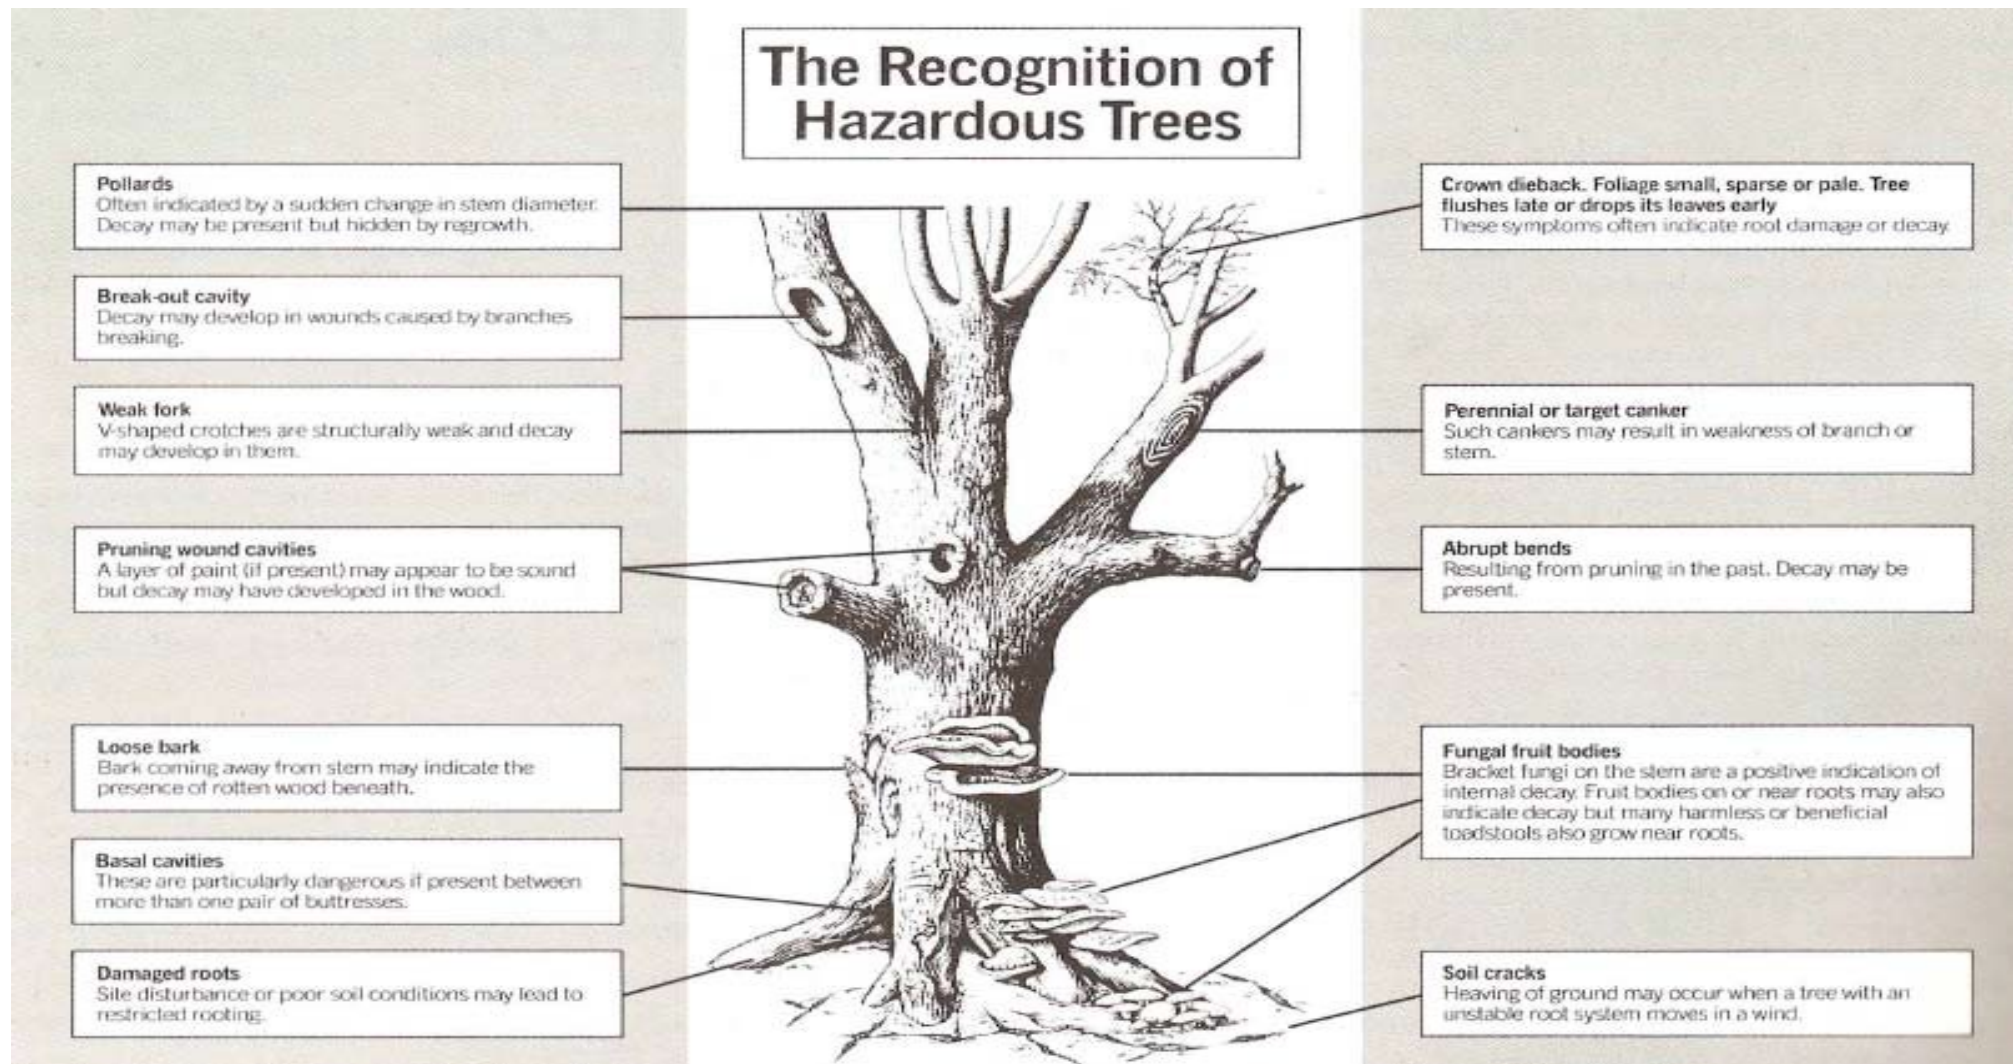 The Recognition of
Hazardous Trees
Pollards
Often indicated by a sudden change in stem diameter.
Decay may be present but hidden by regrowth.
Break-out cavity
Decay may develop in wounds caused by branches
breaking.
Weak fork
V-shaped crotches are structurally weak and decay
may develop in them.
Pruning wound cavities
A layer of paint (if present) may appear to be sound
but decay may have developed in the wood.
Loose bark
Bark coming away from stem may indicate the
presence of rotten wood beneath.
Basal cavities
These are particularly dangerous if present between
more than one pair of buttresses.
Damaged roots
Site disturbance or poor soil conditions may lead to
restricted rooting.
Crown dieback. Foliage small, sparse or pale. Tree
flushes late or drops its leaves early
These symptoms often indicate root damage or decay
Perennial or target canker
Such cankers may result in weakness of branch or
stem.
Abrupt bends
Resulting from pruning in the past. Decay may be
present.
Fungal fruit bodies
Bracket fungi on the stem are a positive indication of
internal decay. Fruit bodies on or near roots may also
indicate decay but many harmless or beneficial
toadstools also grow near roots.
Soil cracks
Heaving of ground may occur when a tree with an
unstable root system moves in a wind.